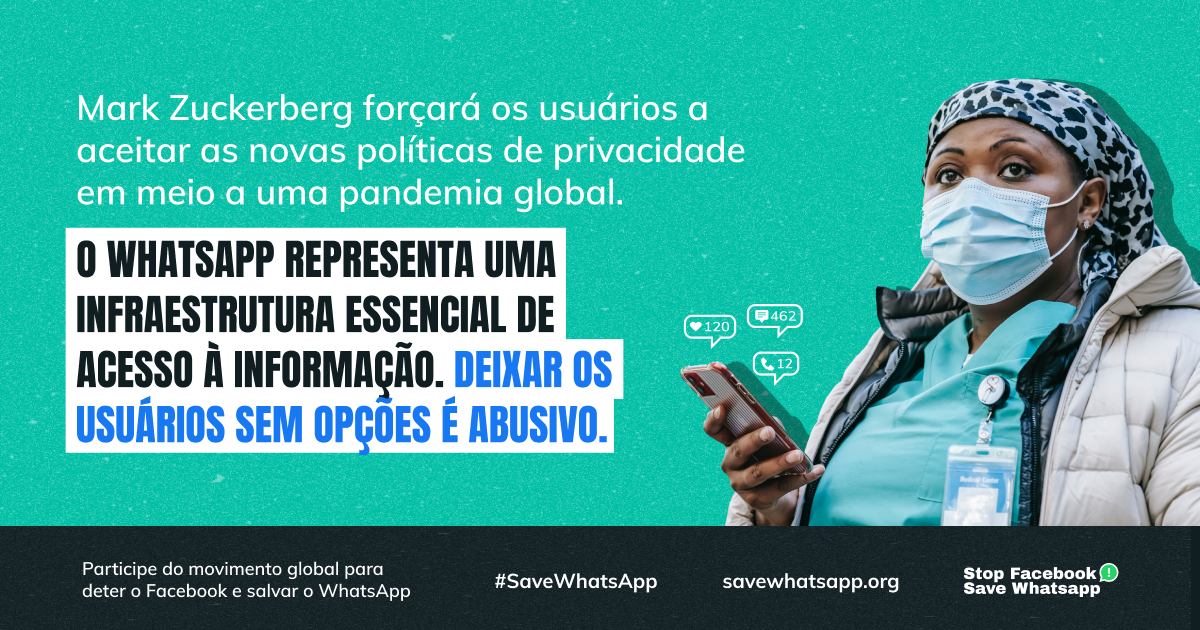 Mark Zuckerberg forçará os usuários a
aceitar as novas políticas de privacidade
em meio a uma pandemia global.
O WHATSAPP REPRESENTA UMA
INFRAESTRUTURA ESSENCIAL DE
ACESSO À INFORMAÇÃO. DEIXAR OS
USUÁRIOS SEM OPÇÕES É ABUSIVO.
120
462
12
Medical Center
Participe do movimento global para
deter o Facebook e salvar o WhatsApp
#SaveWhatsApp
savewhatsapp.org
Stop Facebook
Save Whatsapp